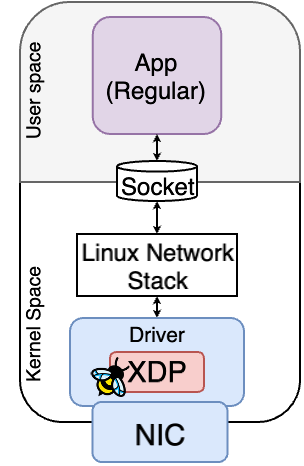 User space
App
(Regular)
Socket
Kernel Space
Linux Network
Stack
Driver
XDP
NIC